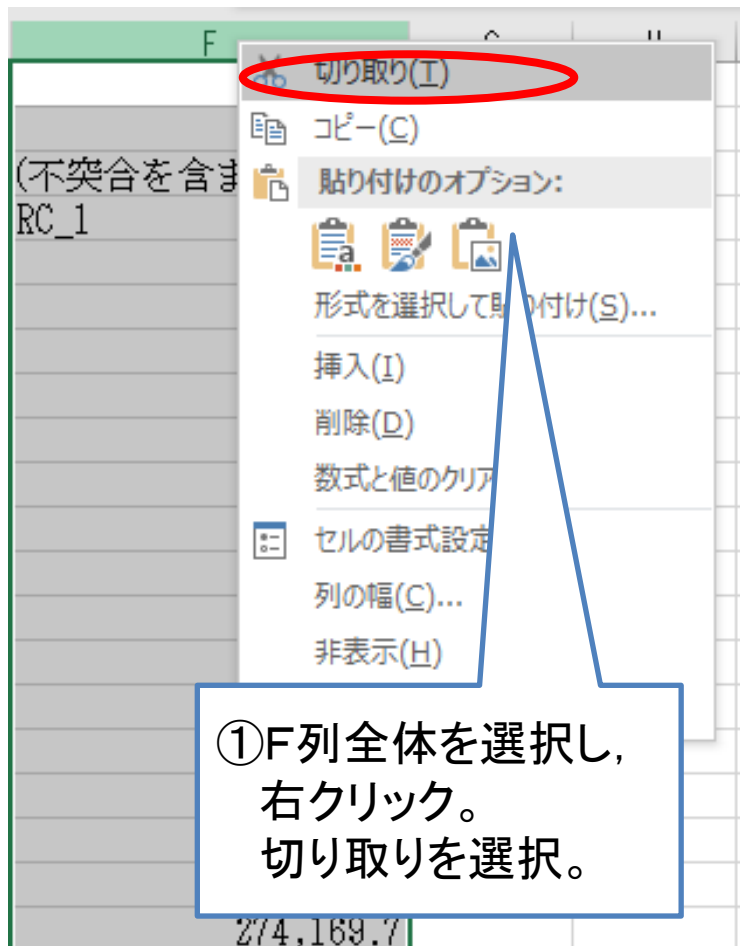 F
切り取り(T)
コピー(C)
(不突合を含ま
貼り付けのオプション:
RC_1
形式を選択して貼り付け(S)...
挿入(I)
削除(D)
数式と値のクリア
セルの書式設定
列の幅(C)...
非表示(H)
①F列全体を選択し,
右クリック。
切り取りを選択。
274,169.7